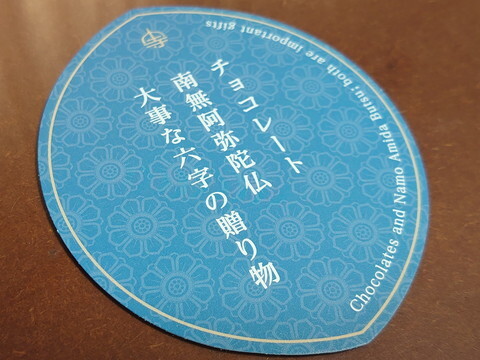 チョコレート
南無阿弥陀仏
大事な六字の贈り物
Chocolates and Namo Amida Butsu; both are important gifts